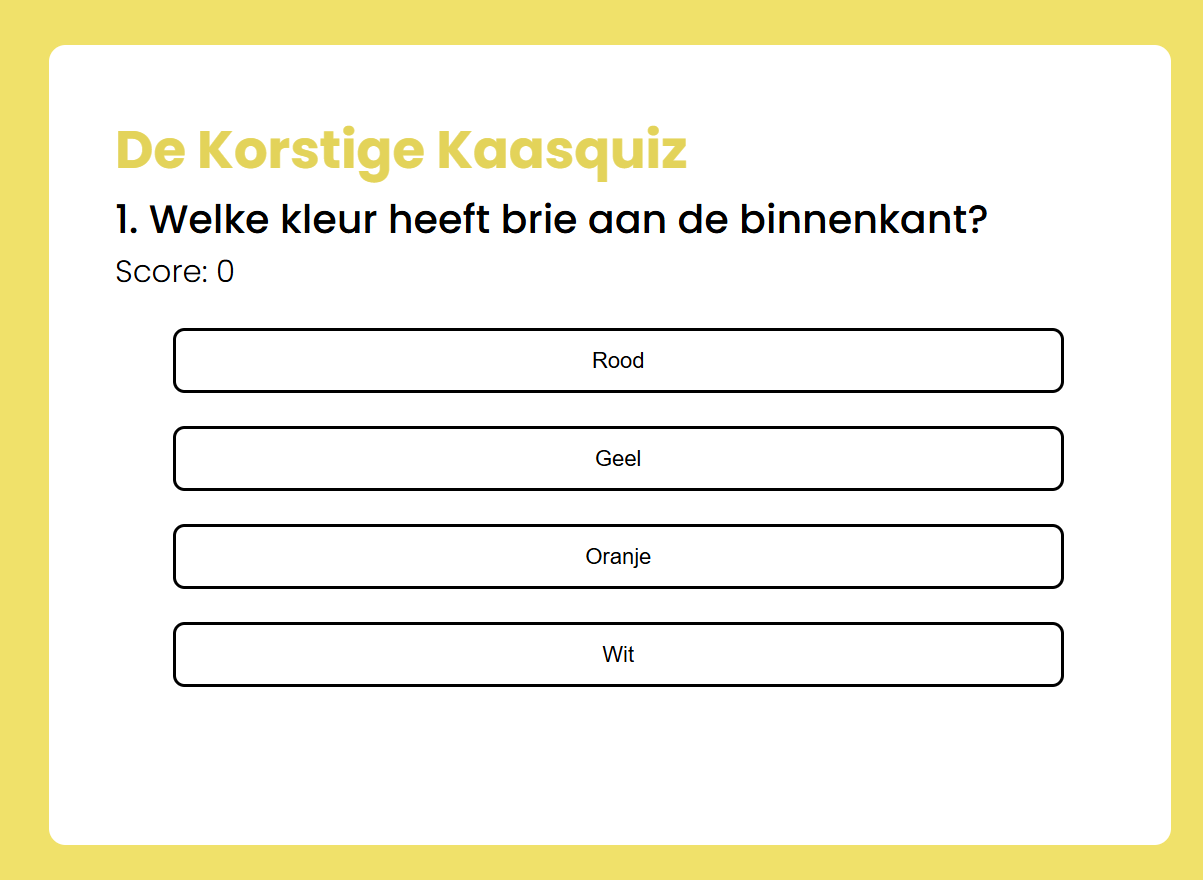 De Korstige Kaasquiz
1. Welke kleur heeft brie aan de binnenkant?
Score: 0
Rood
Geel
Oranje
Wit